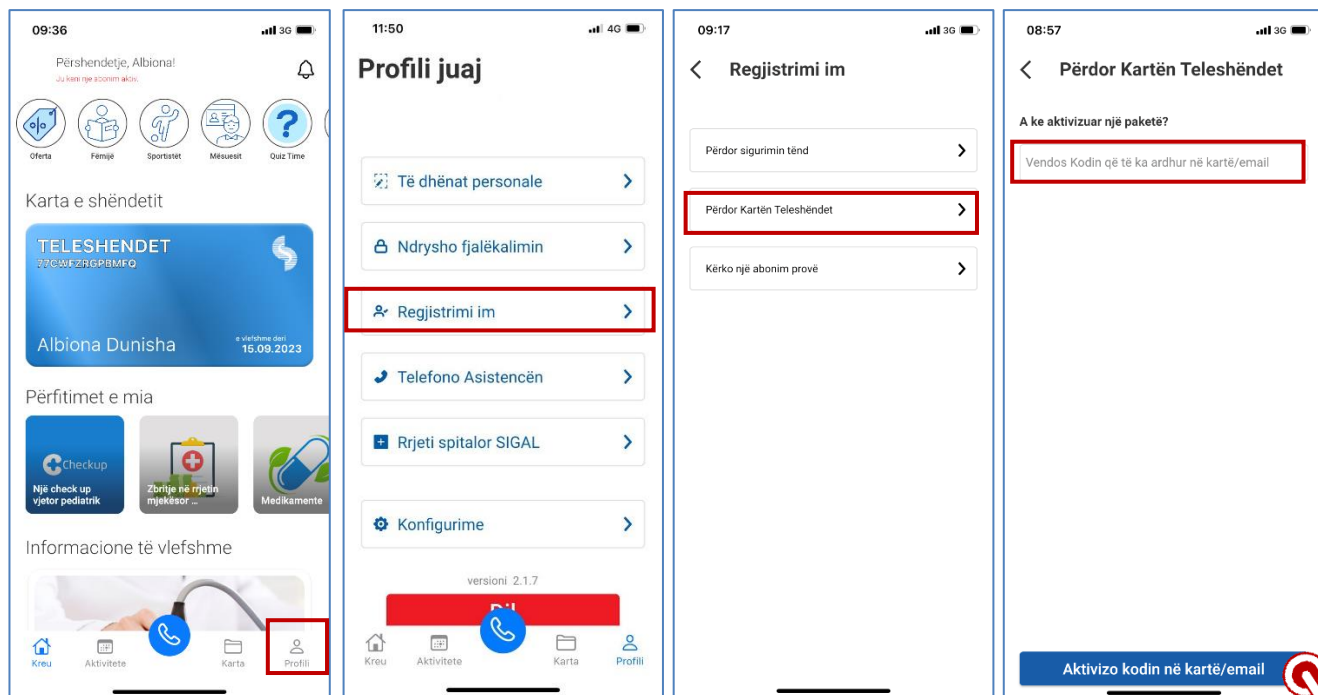 09:36
3G
Përshendetje, Albiona!
Ju keni nje abonim aktiv.
Oferta
Fëmijë
Sportistët
Mësuesit
Quiz Time
Karta e shëndetit
TELESHENDET
77CWFZRGPBMFQ
Albiona Dunisha
e vlefshme deri
15.09.2023
Përfitimet e mia
Checkup
Një check up
vjetor pediatrik
Zbritje në rrjetin
mjekësor ...
Medikamente
Informacione të vlefshme
Kreu
Aktivitete
Karta
Profili
11:50
4G
Profili juaj
Të dhënat personale
Ndrysho fjalëkalimin
Regjistrimi im
Telefono Asistencën
Rrjeti spitalor SIGAL
Konfigurime
versioni 2.1.7
Dil
Kreu
Aktivitete
Karta
Profili
09:17
3G
Regjistrimi im
Përdor sigurimin tënd
Përdor Kartën Teleshëndet
Kërko një abonim provë
08:57
3G
Përdor Kartën Teleshëndet
A ke aktivizuar një paketë?
Vendos Kodin që të ka ardhur në kartë/email
Aktivizo kodin në kartë/email